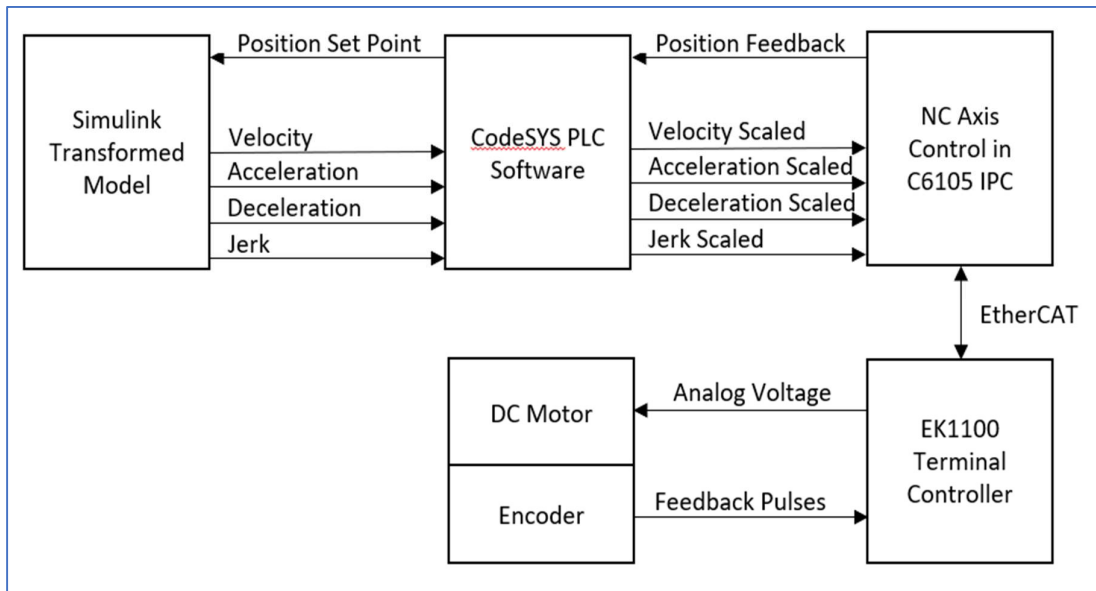 Position Set Point
Position Feedback
Simulink
Transformed
Model
Velocity
Acceleration
Deceleration
Jerk
CodeSYS PLC
Software
Velocity Scaled
Acceleration Scaled
Deceleration Scaled
Jerk Scaled
NC Axis
Control in
C6105 IPC
EtherCAT
DC Motor
Encoder
Analog Voltage
Feedback Pulses
EK1100
Terminal
Controller